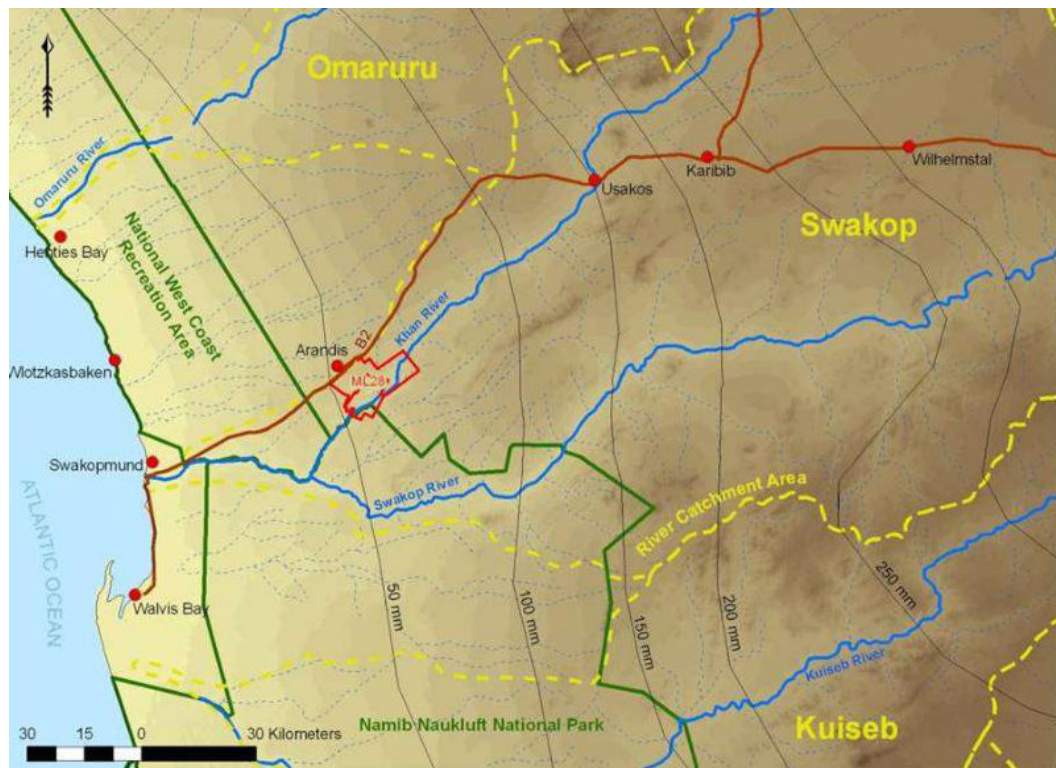 Omaruru
Omaruru River
Wilhelmstal
Karibib
Usakos
Swakop
Henties Bay
National West Coast
Recreation Area
B2
Khan River
Arandis
Wlotzkasbaken
ML28
Swakopmund
Swakop River
River Catchment Area
ATLANTIC OCEAN
Walvis Bay
50 mm
100 mm
150 mm
200 mm
250 mm
Kuiseb River
Namib Naukluft National Park
Kuiseb
30 15 0 30 Kilometers